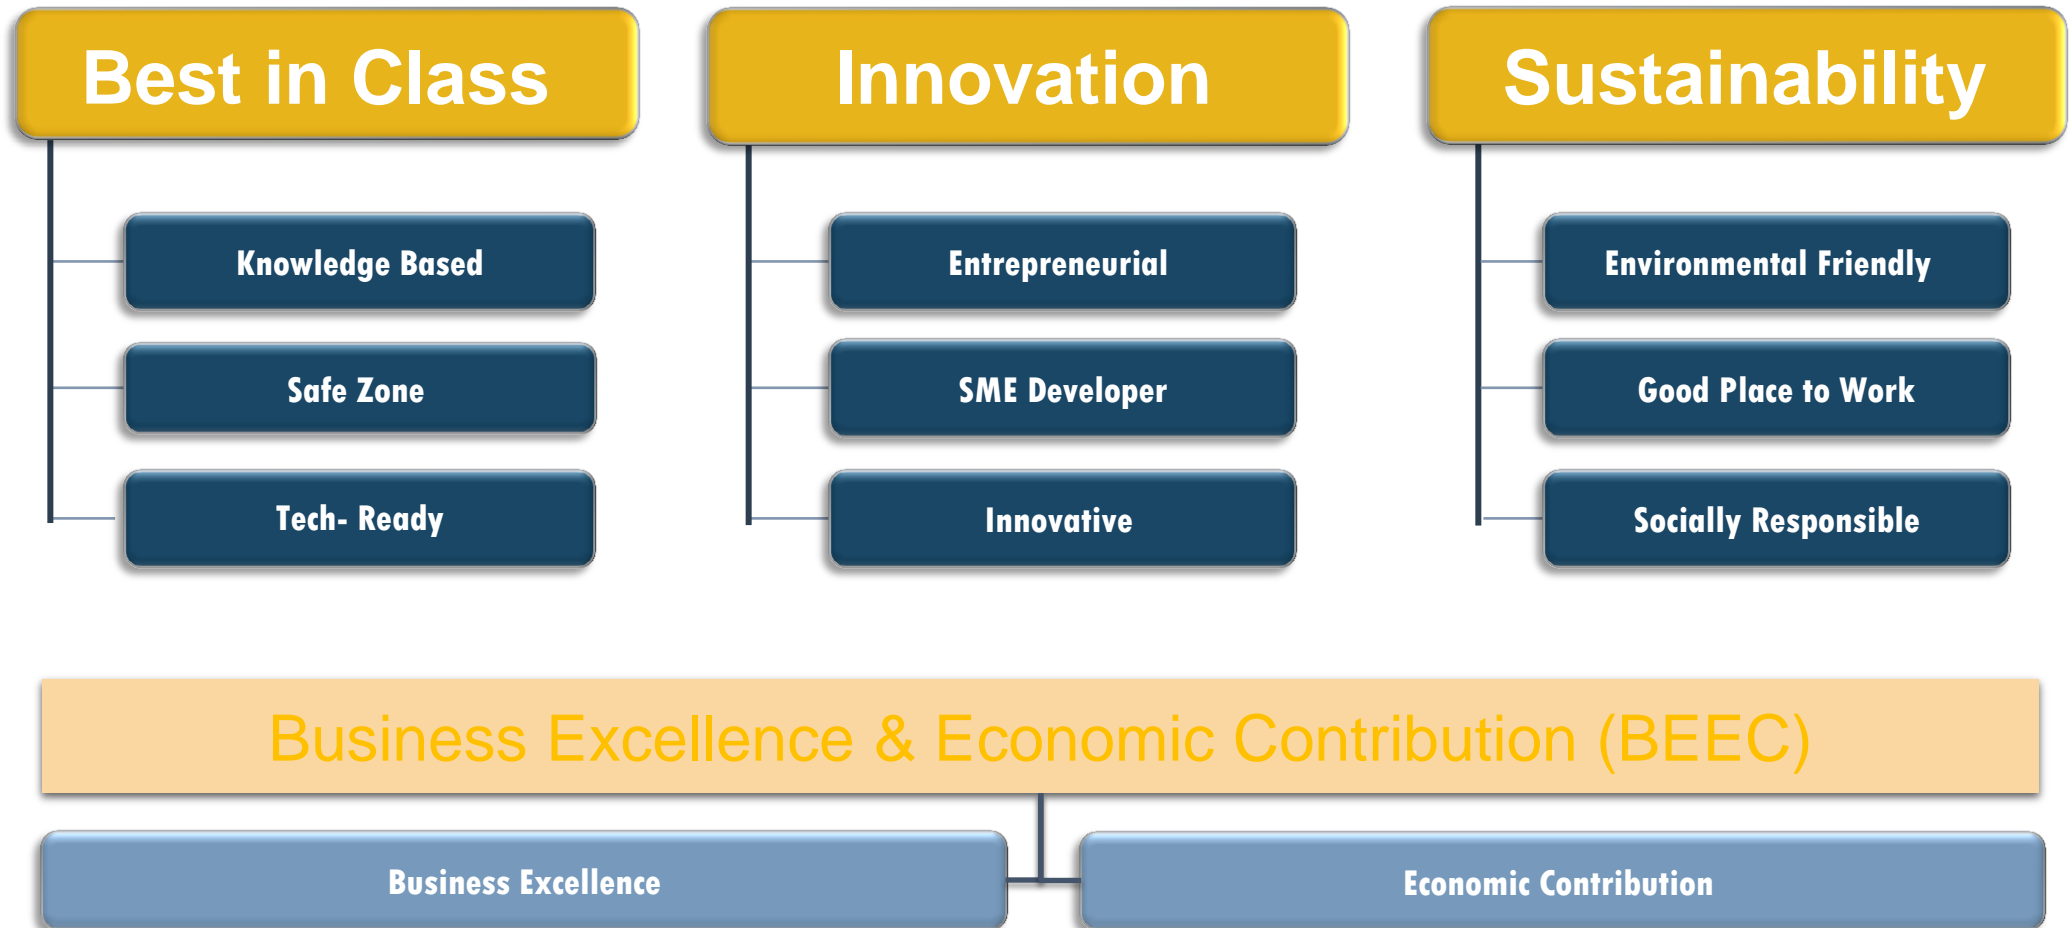 Best in Class
Knowledge Based
Safe Zone
Tech- Ready
Innovation
Entrepreneurial
SME Developer
Innovative
Sustainability
Environmental Friendly
Good Place to Work
Socially Responsible
Business Excellence & Economic Contribution (BEEC)
Business Excellence
Economic Contribution